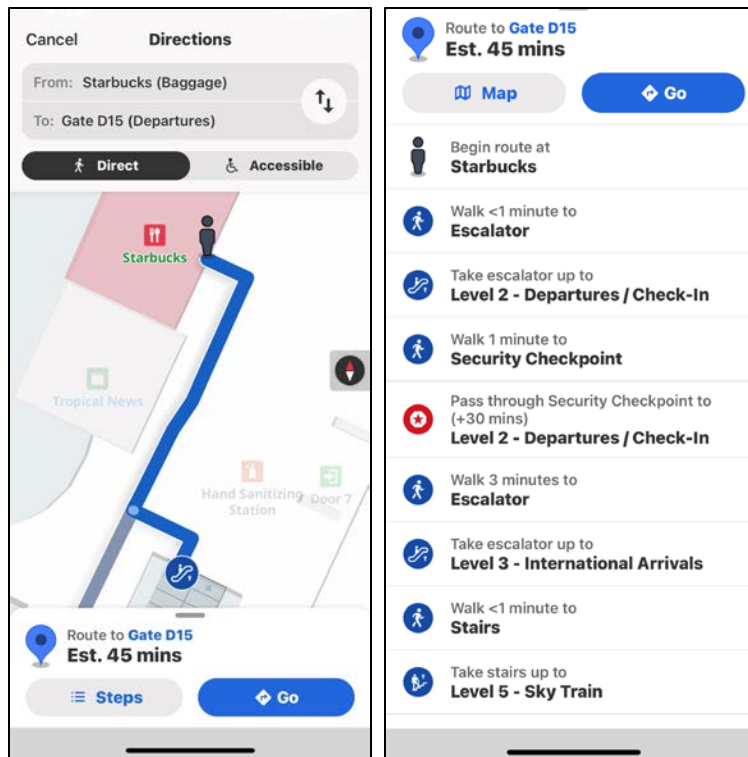 Cancel
Directions
From: Starbucks (Baggage)
To: Gate D15 (Departures)
Direct
Accessible
Starbucks
Tropical News
Hand Sanitizing
Station
Door 7
Route to Gate D15
Est. 45 mins
Steps
Go
Route to Gate D15
Est. 45 mins
Map
Go
Begin route at
Starbucks
Walk <1 minute to
Escalator
Take escalator up to
Level 2 - Departures / Check-In
Walk 1 minute to
Security Checkpoint
Pass through Security Checkpoint to
(+30 mins)
Level 2 - Departures / Check-In
Walk 3 minutes to
Escalator
Take escalator up to
Level 3 - International Arrivals
Walk <1 minute to
Stairs
Take stairs up to
Level 5 - Sky Train